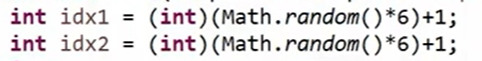 int idx1 = (int)(Math.random()*6)+1;
int idx2 = (int)(Math.random()*6)+1;